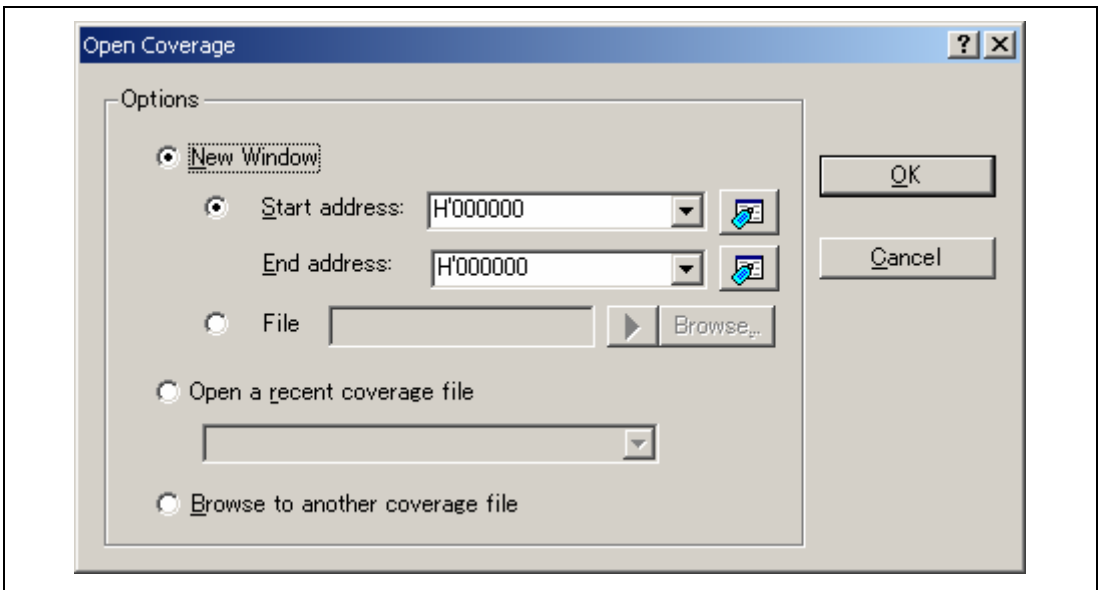 Open Coverage
Options
New Window
OK
Start address: H'000000
End address: H'000000
Cancel
File Browse...
Open a recent coverage file
Browse to another coverage file